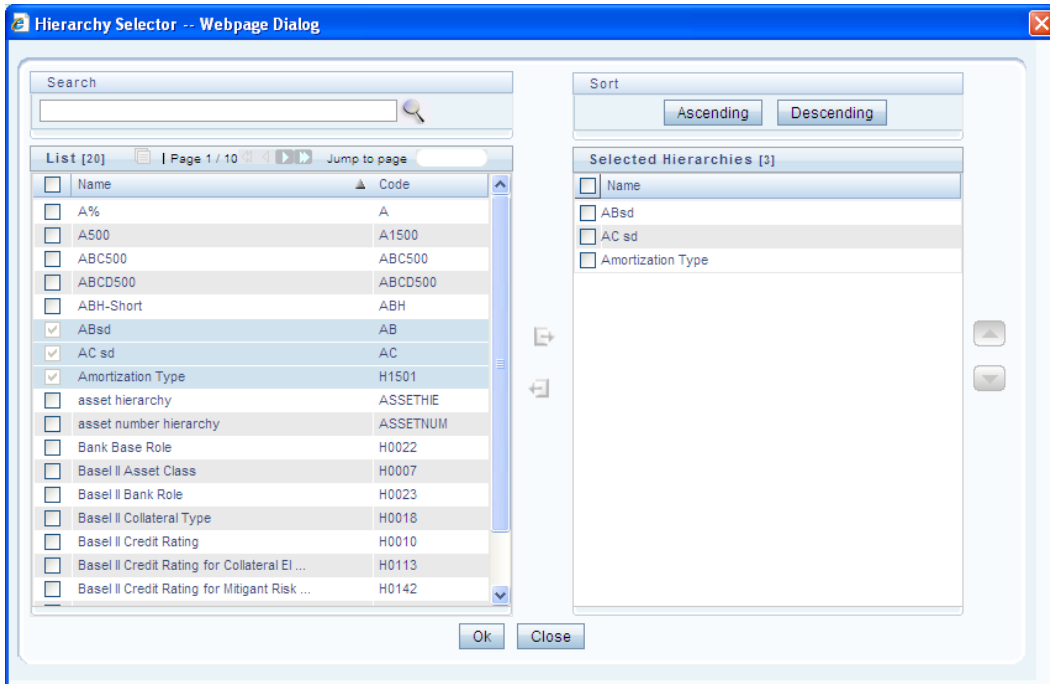 Hierarchy Selector -- Webpage Dialog
Search
List [20] | Page 1 / 10 Jump to page
Name Code
A% A
A500 A1500
ABC500 ABC500
ABCD500 ABCD500
ABH-Short ABH
ABsd AB
AC sd AC
Amortization Type H1501
asset hierarchy ASSETHIE
asset number hierarchy ASSETNUM
Bank Base Role H0022
Basel II Asset Class H0007
Basel II Bank Role H0023
Basel II Collateral Type H0018
Basel II Credit Rating H0010
Basel II Credit Rating for Collateral El ... H0113
Basel II Credit Rating for Mitigant Risk ... H0142
Sort
Ascending Descending
Selected Hierarchies [3]
Name
ABsd
AC sd
Amortization Type
Ok Close